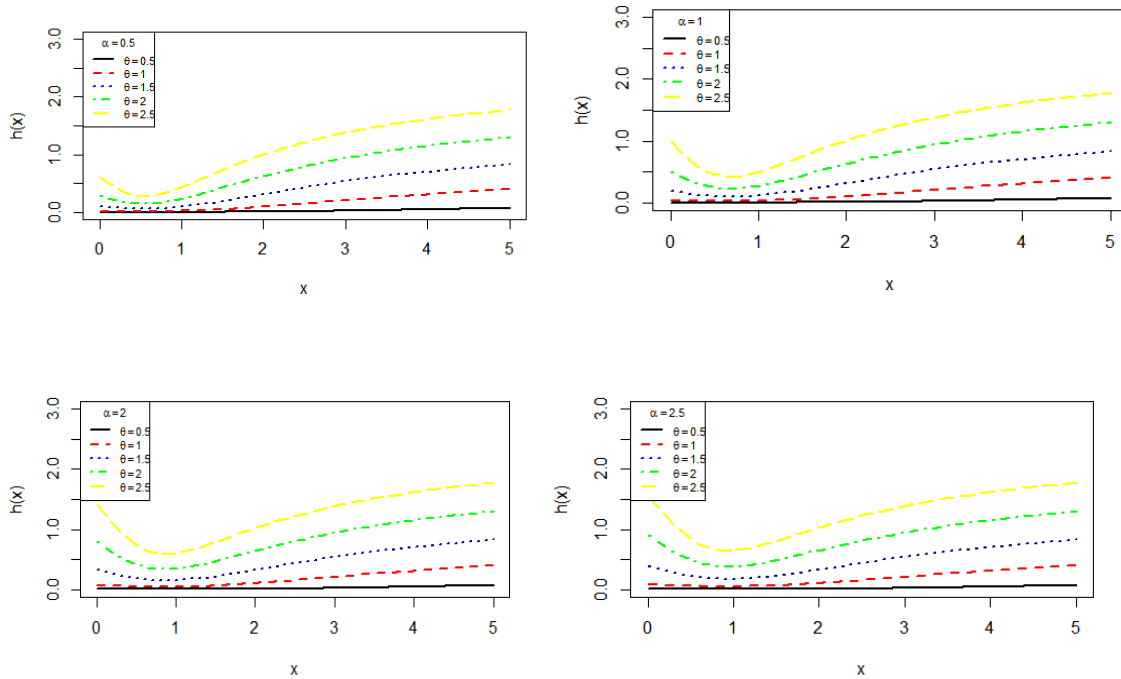 α = 0.5
θ = 0.5
θ = 1
θ = 1.5
θ = 2
θ = 2.5
h(x)
0.0 1.0 2.0 3.0
0 1 2 3 4 5
x
α = 1
θ = 0.5
θ = 1
θ = 1.5
θ = 2
θ = 2.5
h(x)
0.0 1.0 2.0 3.0
0 1 2 3 4 5
x
α = 2
θ = 0.5
θ = 1
θ = 1.5
θ = 2
θ = 2.5
h(x)
0.0 1.0 2.0 3.0
0 1 2 3 4 5
x
α = 2.5
θ = 0.5
θ = 1
θ = 1.5
θ = 2
θ = 2.5
h(x)
0.0 1.0 2.0 3.0
0 1 2 3 4 5
x